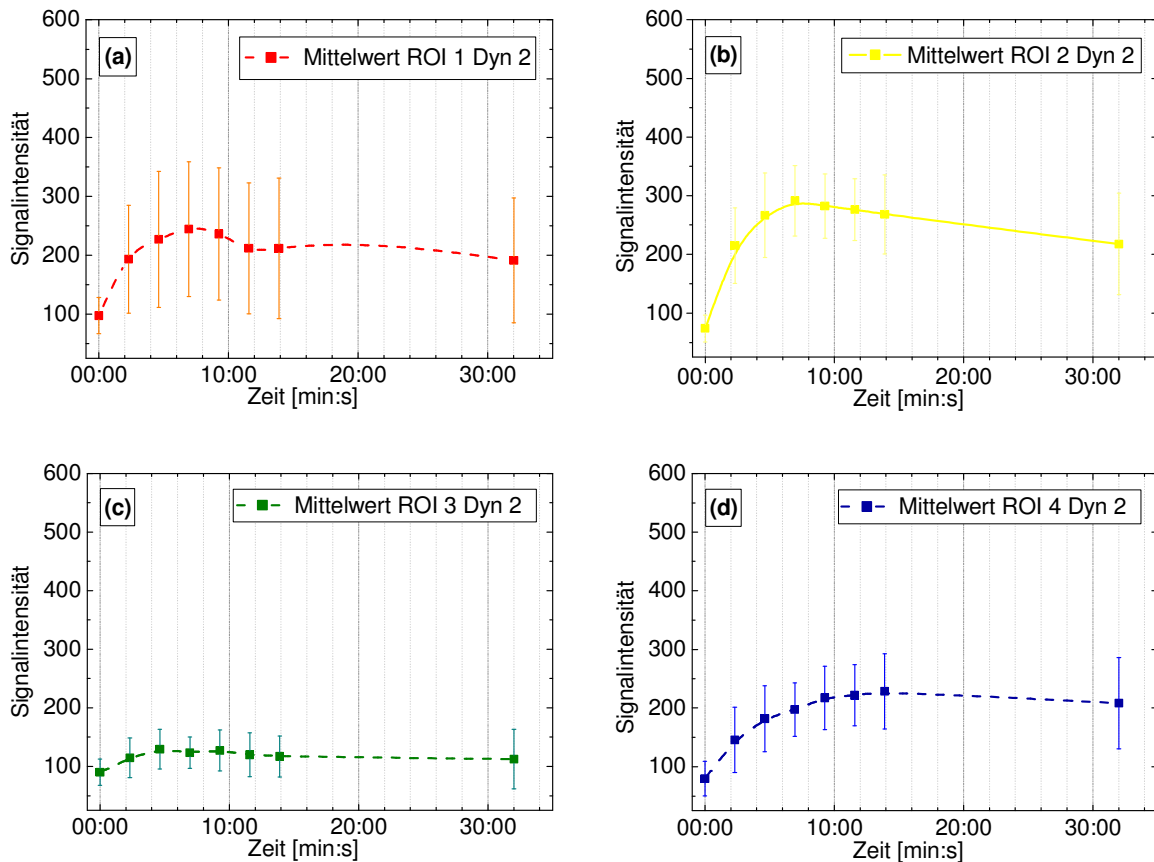 (a)
Mittelwert ROI 1 Dyn 2
Signalintensität
600
500
400
300
200
100
00:00 10:00 20:00 30:00
Zeit [min:s]
(b)
Mittelwert ROI 2 Dyn 2
Signalintensität
600
500
400
300
200
100
00:00 10:00 20:00 30:00
Zeit [min:s]
(c)
Mittelwert ROI 3 Dyn 2
Signalintensität
600
500
400
300
200
100
00:00 10:00 20:00 30:00
Zeit [min:s]
(d)
Mittelwert ROI 4 Dyn 2
Signalintensität
600
500
400
300
200
100
00:00 10:00 20:00 30:00
Zeit [min:s]